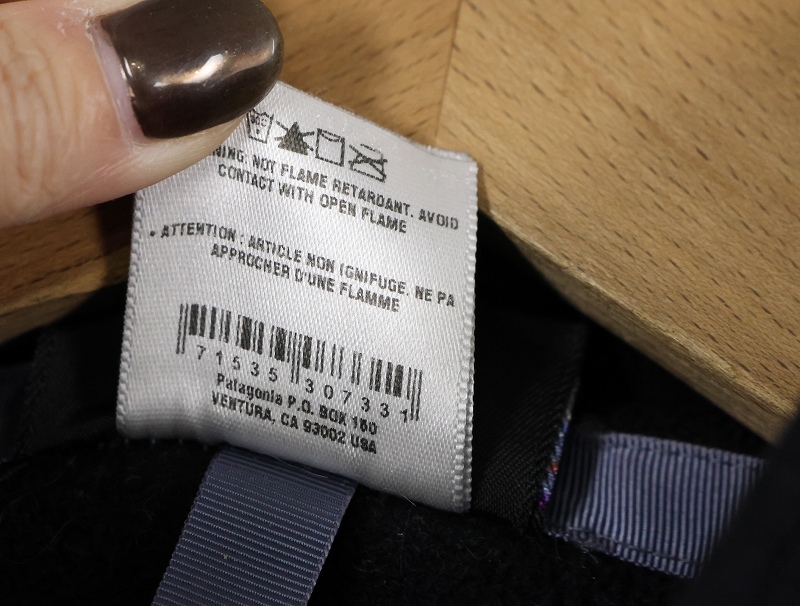 NOT FLAME RETARDANT. AVOID
CONTACT WITH OPEN FLAME
• ATTENTION : ARTICLE NON IGNIFUGE. NE PA
APPROCHER D'UNE FLAMME
71535 307331
Patagonia P.O. BOX 150
VENTURA, CA 93002 USA